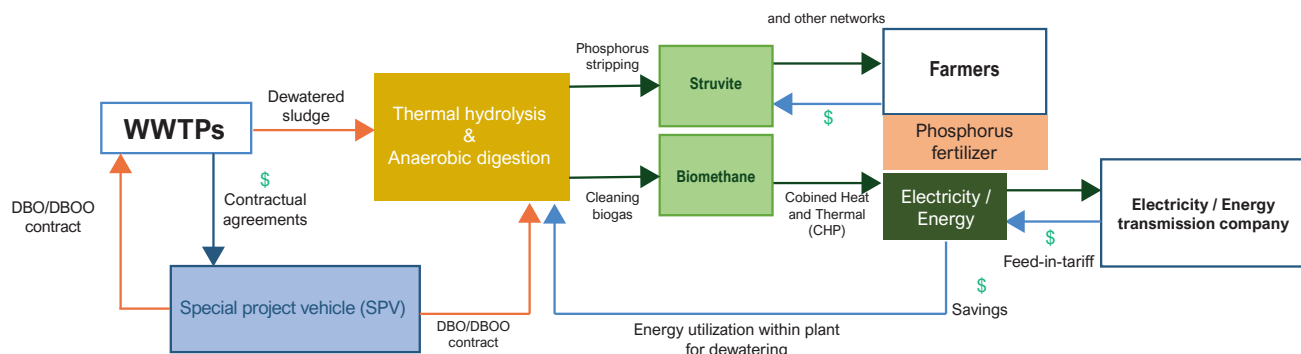 and other networks
Phosphorus
stripping
Struvite
Farmers
$
Dewatered
sludge
WWTPs
Thermal hydrolysis
&
Anaerobic digestion
Phosphorus
fertilizer
$
Contractual
agreements
DBO/DBOO
contract
Cleaning
biogas
Biomethane
Cobined Heat
and Thermal
(CHP)
Electricity /
Energy
Electricity / Energy
transmission company
$
Feed-in-tariff
Special project vehicle (SPV)
DBO/DBOO
contract
$
Savings
Energy utilization within plant
for dewatering